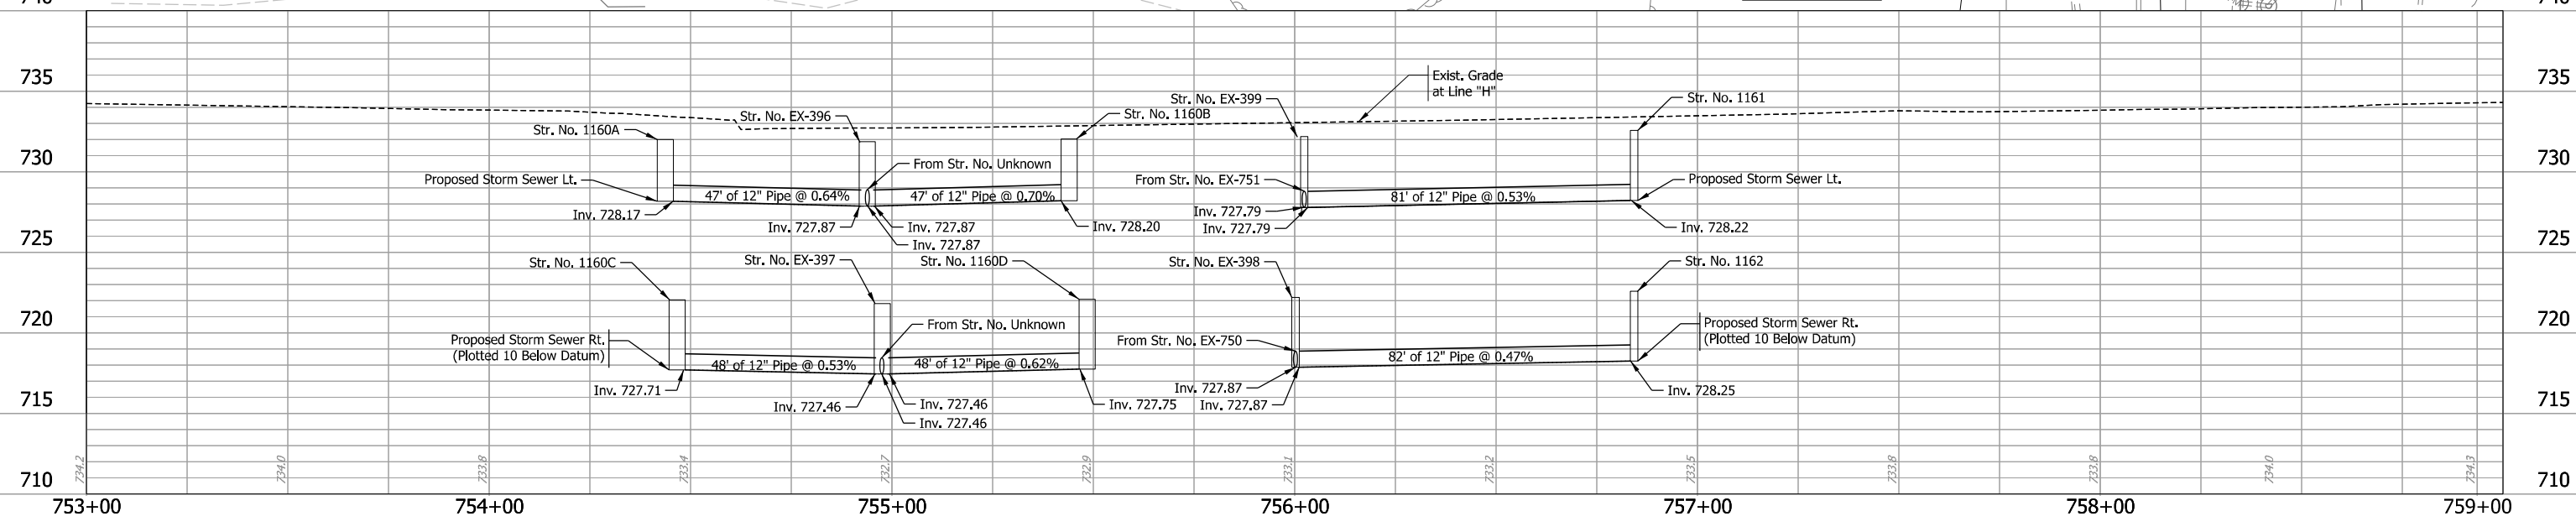 735
735
Exist. Grade
at Line "H"
Str. No. EX-399
Str. No. 1161
Str. No. EX-396
Str. No. 1160B
Str. No. 1160A
730
730
From Str. No. Unknown
Proposed Storm Sewer Lt.
From Str. No. EX-751
Proposed Storm Sewer Lt.
47' of 12" Pipe @ 0.64%
47' of 12" Pipe @ 0.70%
81' of 12" Pipe @ 0.53%
Inv. 728.17
Inv. 727.79
Inv. 727.87
Inv. 727.87
Inv. 728.20
Inv. 727.79
Inv. 728.22
725
725
Inv. 727.87
Str. No. 1160C
Str. No. EX-397
Str. No. 1160D
Str. No. EX-398
Str. No. 1162
720
720
From Str. No. Unknown
Proposed Storm Sewer Rt.
(Plotted 10 Below Datum)
From Str. No. EX-750
Proposed Storm Sewer Rt.
(Plotted 10 Below Datum)
48' of 12" Pipe @ 0.53%
48' of 12" Pipe @ 0.62%
82' of 12" Pipe @ 0.47%
Inv. 727.71
Inv. 727.87
Inv. 728.25
715
715
Inv. 727.46
Inv. 727.46
Inv. 727.75
Inv. 727.87
Inv. 727.46
734.2
734.0
733.8
733.4
732.7
732.9
733.1
733.2
733.5
733.8
733.8
734.0
734.3
710
710
753+00
754+00
755+00
756+00
757+00
758+00
759+00